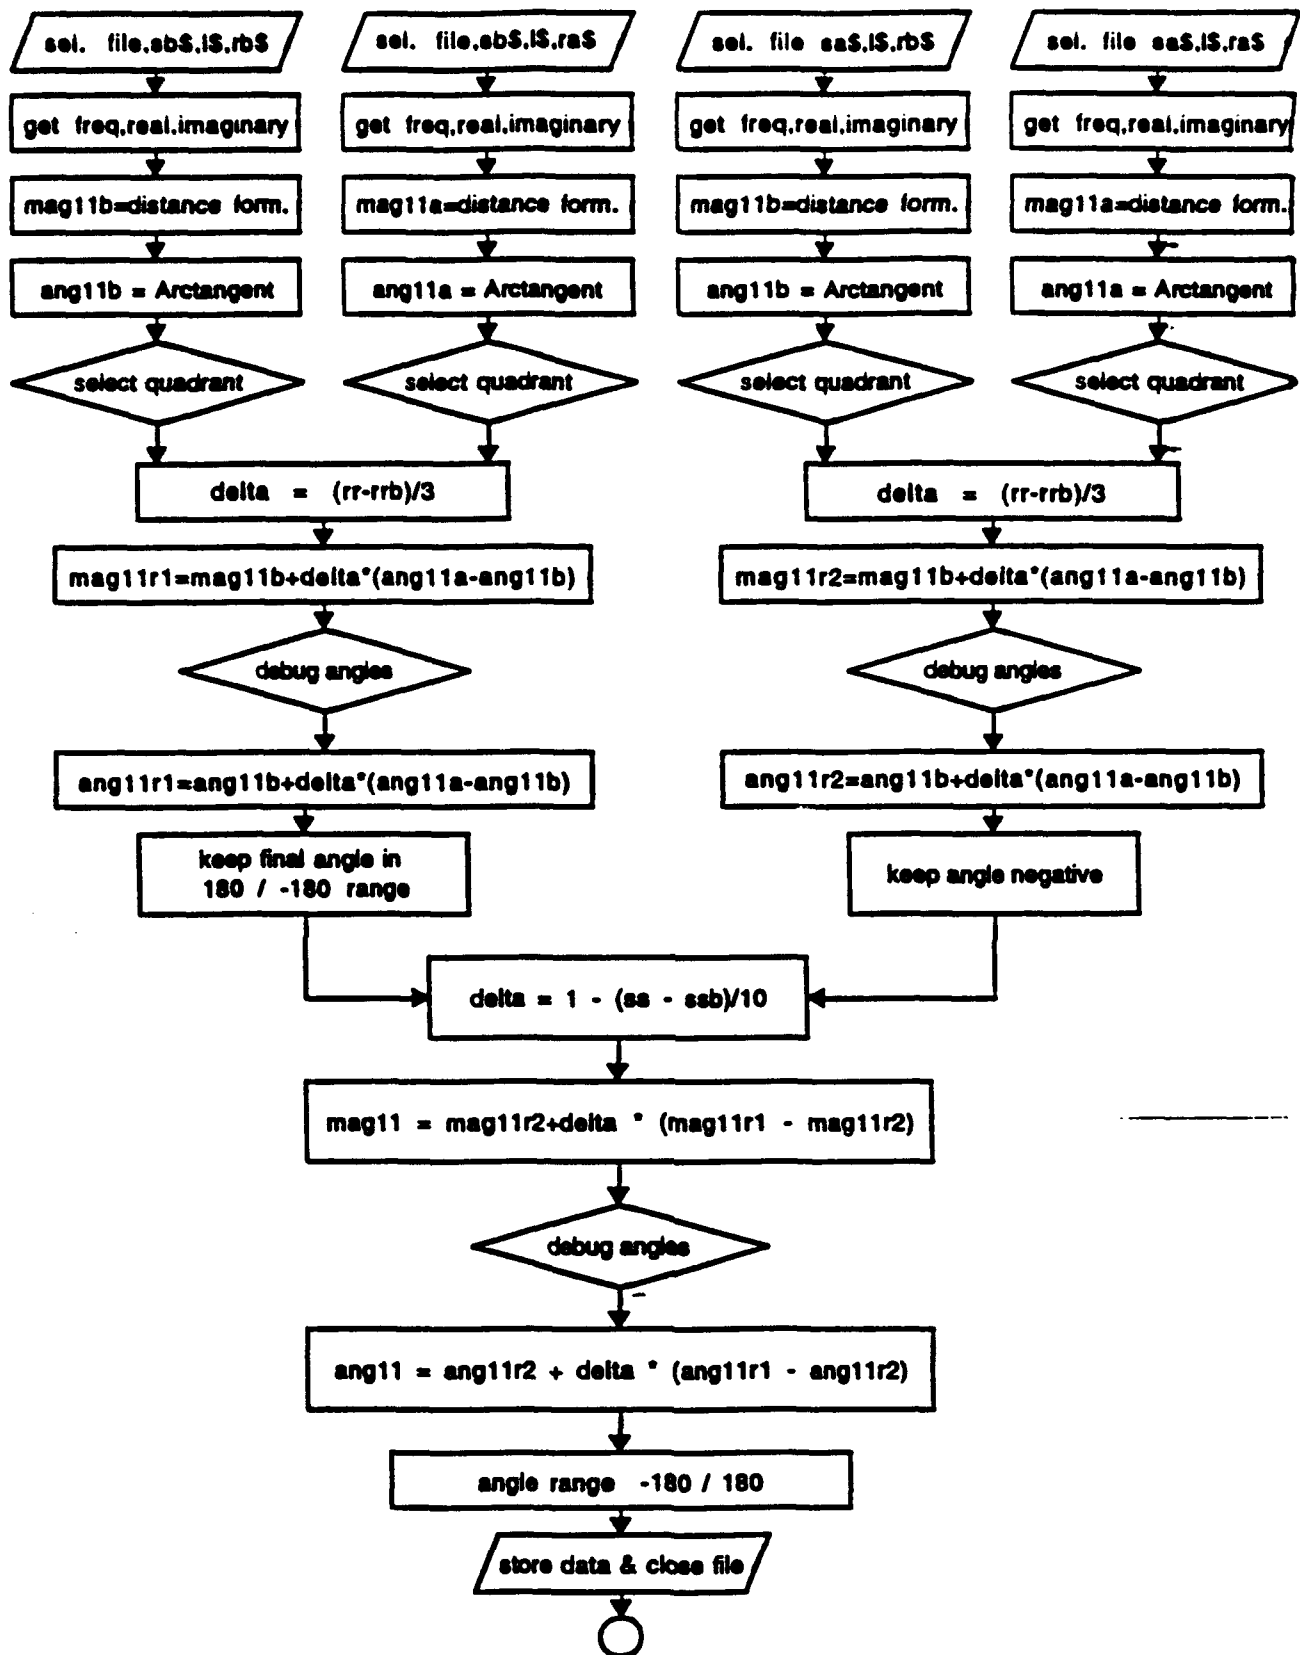 sel. file,sb$,l$,rb$
sel. file,sb$,l$,ra$
sel. file sa$,l$,rb$
sel. file sa$,l$,ra$
get freq,real,imaginary
get freq,real,imaginary
get freq,real,imaginary
get freq,real,imaginary
mag11b=distance form.
mag11a=distance form.
mag11b=distance form.
mag11a=distance form.
ang11b = Arctangent
ang11a = Arctangent
ang11b = Arctangent
ang11a = Arctangent
select quadrant
select quadrant
select quadrant
select quadrant
delta = (rr-rrb)/3
delta = (rr-rrb)/3
mag11r1=mag11b+delta*(ang11a-ang11b)
mag11r2=mag11b+delta*(ang11a-ang11b)
debug angles
debug angles
ang11r1=ang11b+delta*(ang11a-ang11b)
ang11r2=ang11b+delta*(ang11a-ang11b)
keep final angle in
180 / -180 range
keep angle negative
delta = 1 - (ss - ssb)/10
mag11 = mag11r2+delta * (mag11r1 - mag11r2)
debug angles
ang11 = ang11r2 + delta * (ang11r1 - ang11r2)
angle range -180 / 180
store data & close file